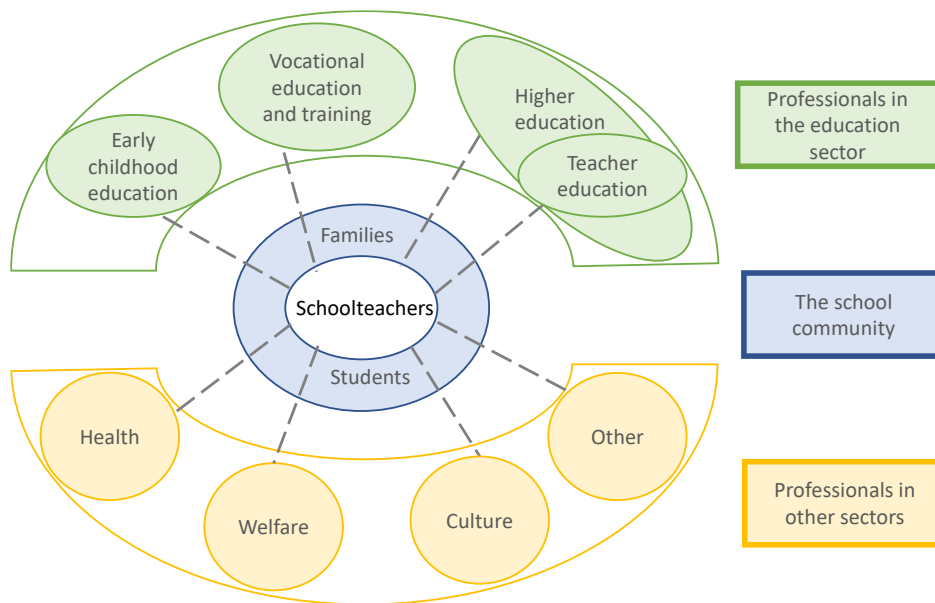 Vocational
education
and training
Higher
education
Early
childhood
education
Teacher
education
Professionals in
the education
sector
Families
Schoolteachers
Students
The school
community
Health
Welfare
Culture
Other
Professionals in
other sectors